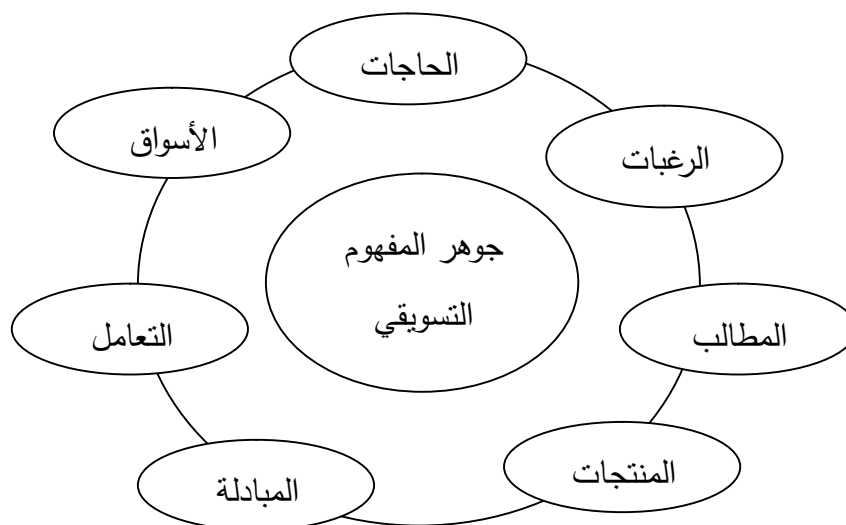 الحاجات
الرغبات
الأسواق
جوهر المفهوم
التسويقي
المطالب
التعامل
المنتجات
المبادلة